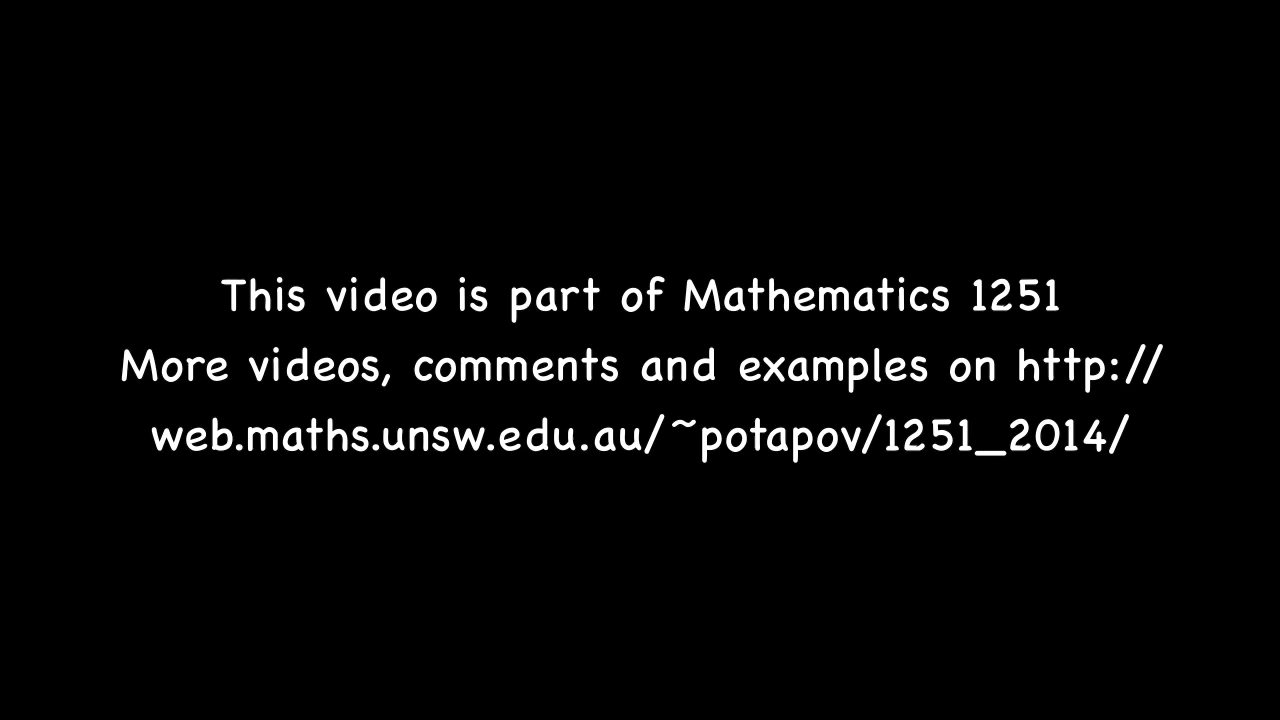 This video is part of Mathematics 1251
More videos, comments and examples on http://
web.maths.unsw.edu.au/~potapov/1251_2014/